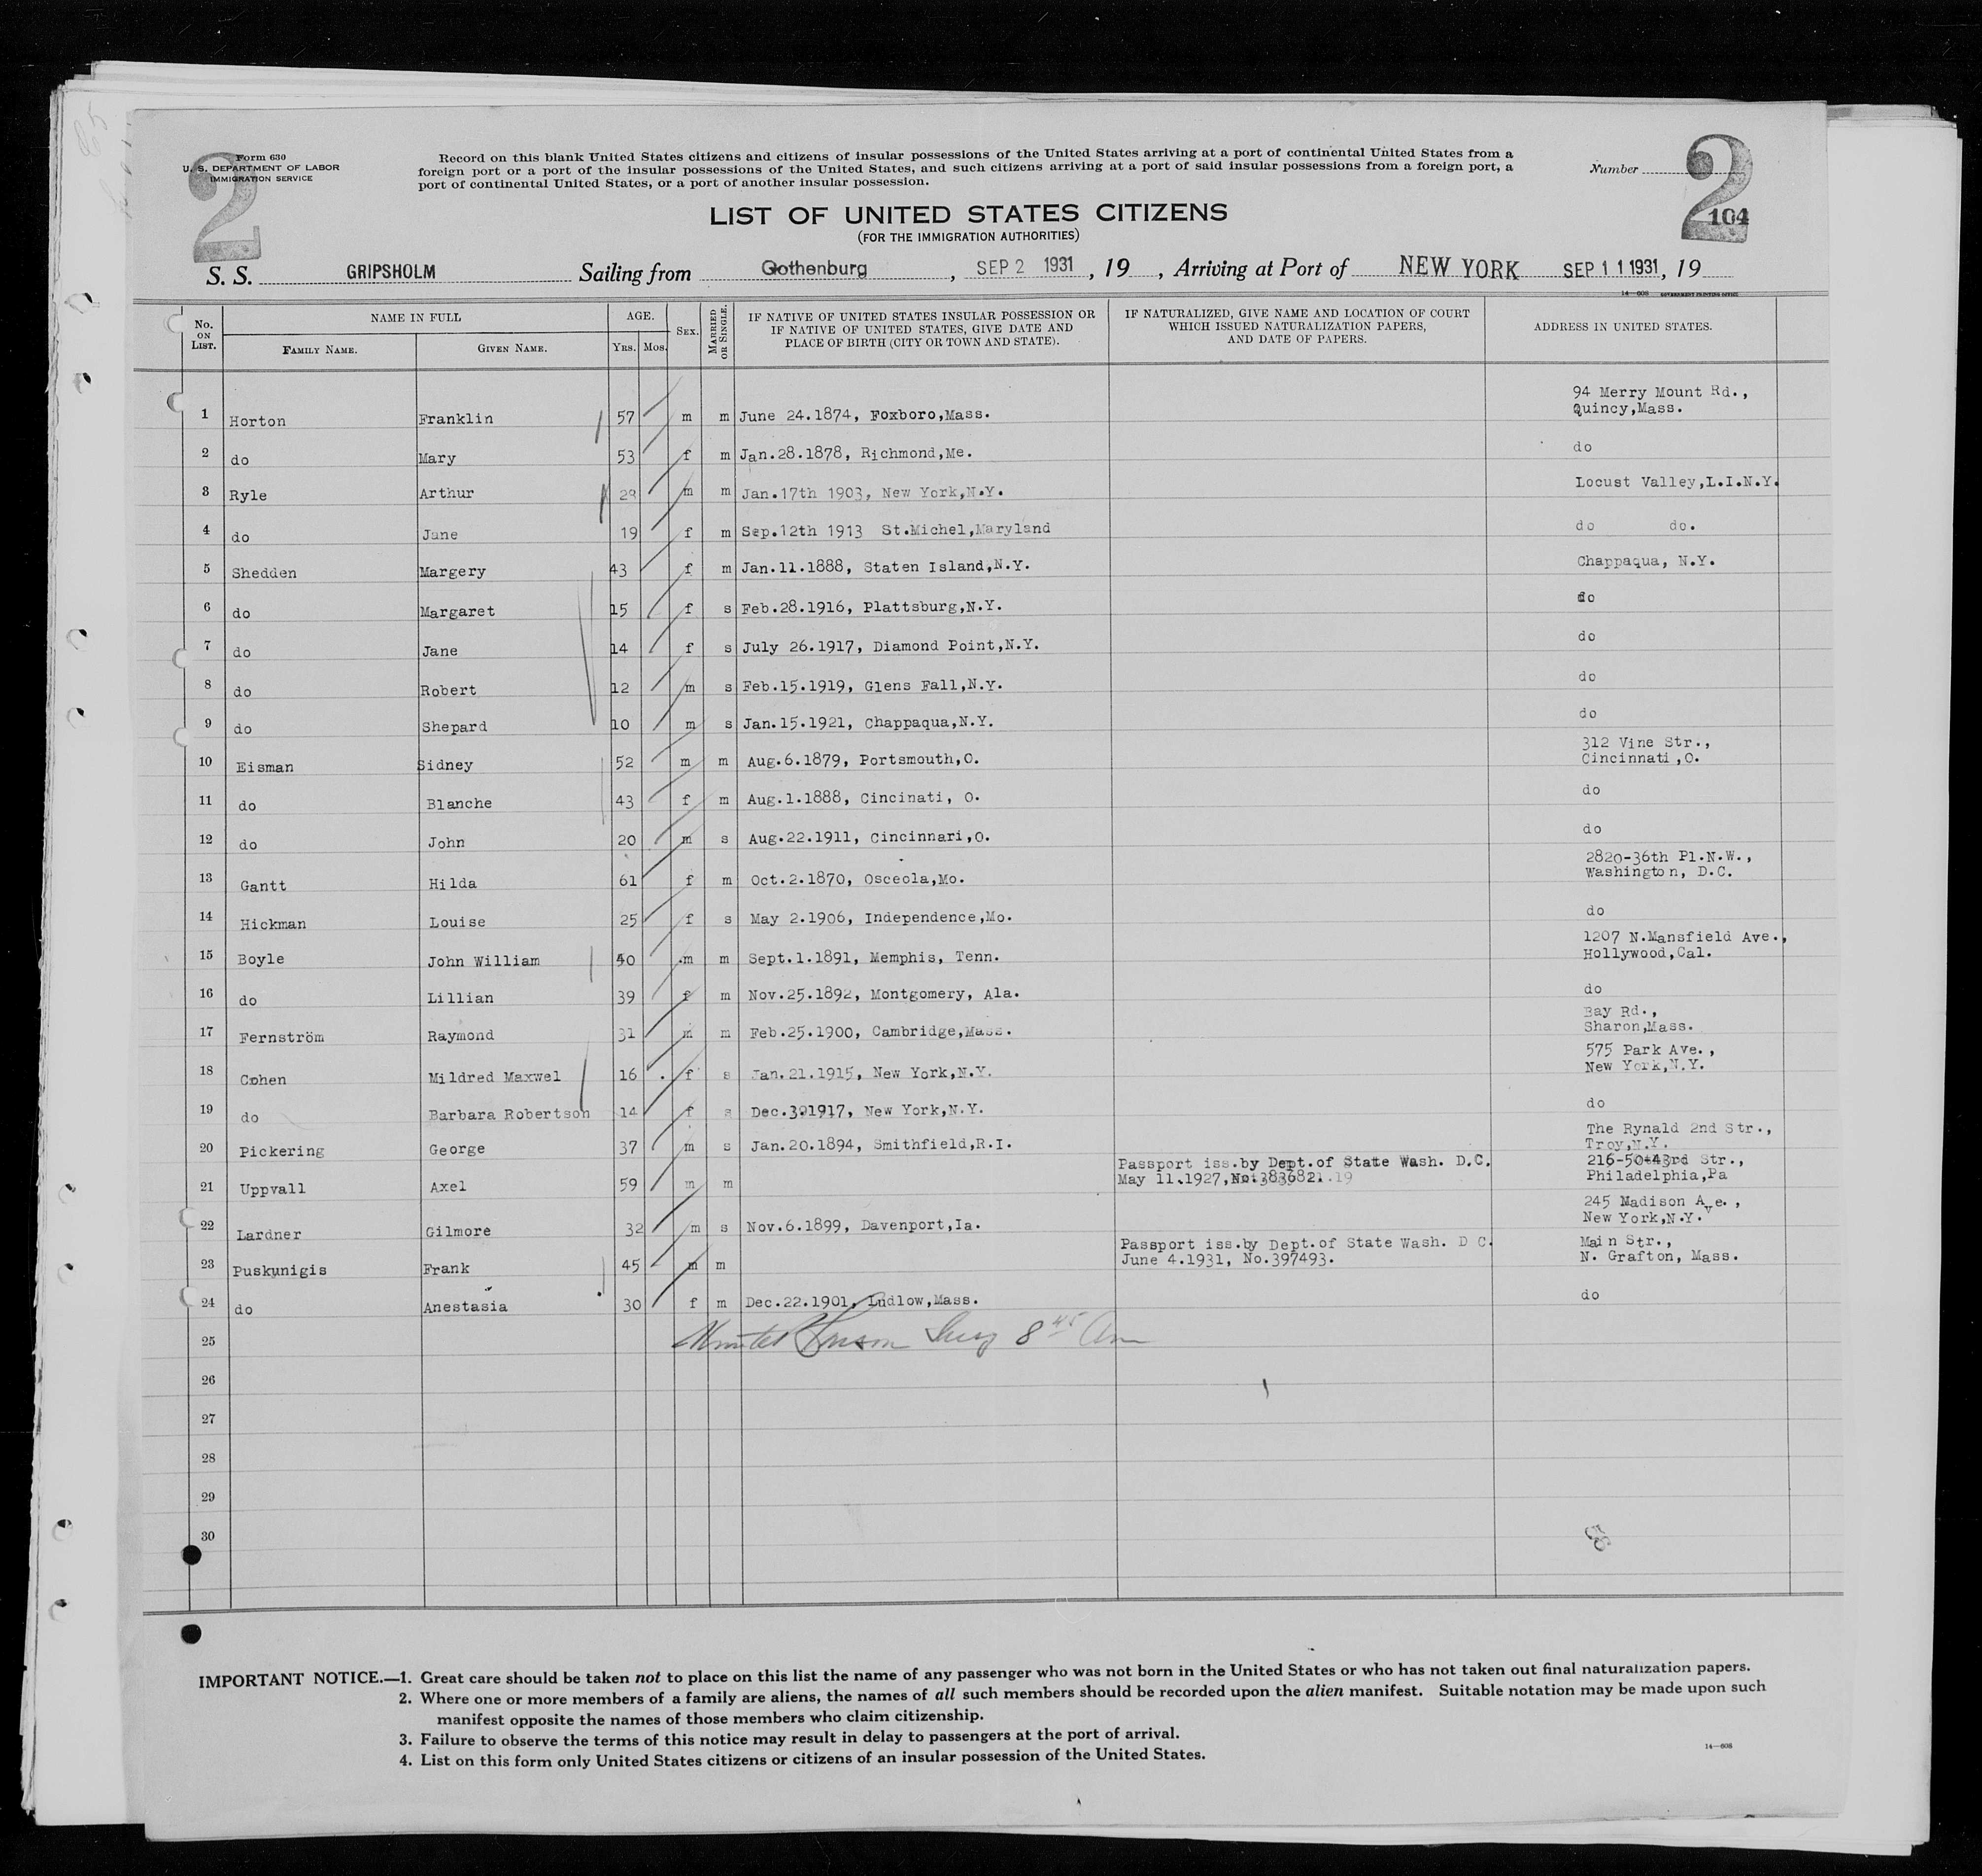 Form 630
U. S. DEPARTMENT OF LABOR
IMMIGRATION SERVICE
2
Record on this blank United States citizens and citizens of insular possessions of the United States arriving at a port of continental United States from a
foreign port or a port of the insular possessions of the United States, and such citizens arriving at a port of said insular possessions from a foreign port, a
port of continental United States, or a port of another insular possession.
Number
2
104
LIST OF UNITED STATES CITIZENS
(FOR THE IMMIGRATION AUTHORITIES)
S. S. GRIPSHOLM Sailing from Gothenburg, SEP 2 1931, 19 , Arriving at Port of NEW YORK SEP 11 1931, 19
14—608 GOVERNMENT PRINTING OFFICE
No. ON LIST. NAME IN FULL FAMILY NAME. GIVEN NAME. AGE. YRS. MOS. SEX. MARRIED OR SINGLE. IF NATIVE OF UNITED STATES INSULAR POSSESSION OR IF NATIVE OF UNITED STATES, GIVE DATE AND PLACE OF BIRTH (CITY OR TOWN AND STATE). IF NATURALIZED, GIVE NAME AND LOCATION OF COURT WHICH ISSUED NATURALIZATION PAPERS, AND DATE OF PAPERS. ADDRESS IN UNITED STATES.
1 Horton Franklin 57 m m June 24.1874, Foxboro,Mass. 94 Merry Mount Rd., Quincy,Mass.
2 do Mary 53 f m Jan.28.1878, Richmond,Me. do
3 Ryle Arthur 29 m m Jan.17th 1903, New York,N.Y. Locust Valley,L.I.N.Y.
4 do Jane 19 f m Sep.12th 1913 St.Michel,Maryland do do.
5 Shedden Margery 43 f m Jan.11.1888, Staten Island,N.Y. Chappaqua, N.Y.
6 do Margaret 15 f s Feb.28.1916, Plattsburg,N.Y. do
7 do Jane 14 f s July 26.1917, Diamond Point,N.Y. do
8 do Robert 12 m s Feb.15.1919, Glens Fall,N.Y. do
9 do Shepard 10 m s Jan.15.1921, Chappaqua,N.Y. do
10 Eisman Sidney 52 m m Aug.6.1879, Portsmouth,O. 312 Vine Str., Cincinnati,O.
11 do Blanche 43 f m Aug.1.1888, Cincinati, O. do
12 do John 20 m s Aug.22.1911, Cincinnari,O. do
13 Gantt Hilda 61 f m Oct.2.1870, Osceola,Mo. 2820-36th Pl.N.W., Washington, D.C.
14 Hickman Louise 25 f s May 2.1906, Independence,Mo. do
15 Boyle John William 40 m m Sept.1.1891, Memphis, Tenn. 1207 N.Mansfield Ave., Hollywood,Cal.
16 do Lillian 39 f m Nov.25.1892, Montgomery, Ala. do
17 Fernström Raymond 31 m m Feb.25.1900, Cambridge,Mass. Bay Rd., Sharon,Mass.
18 Cohen Mildred Maxwel 16 f s Jan.21.1915, New York,N.Y. 575 Park Ave., New York,N.Y.
19 do Barbara Robertson 14 f s Dec.301917, New York,N.Y. do
20 Pickering George 37 m s Jan.20.1894, Smithfield,R.I. The Rynald 2nd Str., Troy,N.Y.
21 Uppvall Axel 59 m m Passport iss.by Dept.of State Wash. D.C. May 11.1927, 216-50+43rd Str., Philadelphia,Pa
22 Lardner Gilmore 32 m s Nov.6.1899, Davenport,Ia. 245 Madison Ave., New York,N.Y.
23 Puskunigis Frank 45 m m Passport iss.by Dept.of State Wash. D C. June 4.1931, No.397493. Main Str., N. Grafton, Mass.
24 do Anestasia 30 f m Dec.22.1901, Ludlow,Mass. do
25 8 45 Am
26
27
28
29
30
IMPORTANT NOTICE.—1. Great care should be taken not to place on this list the name of any passenger who was not born in the United States or who has not taken out final naturalization papers.
2. Where one or more members of a family are aliens, the names of all such members should be recorded upon the alien manifest. Suitable notation may be made upon such
manifest opposite the names of those members who claim citizenship.
3. Failure to observe the terms of this notice may result in delay to passengers at the port of arrival.
4. List on this form only United States citizens or citizens of an insular possession of the United States.
14—608